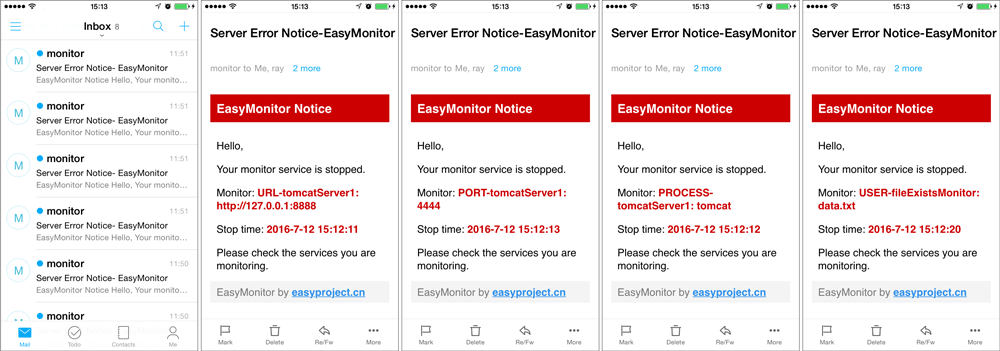 15:13
Inbox 8
M
monitor 11:51
Server Error Notice- EasyMonitor
EasyMonitor Notice Hello, Your monito...
M
monitor 11:51
Server Error Notice- EasyMonitor
EasyMonitor Notice Hello, Your monito...
M
monitor 11:51
Server Error Notice- EasyMonitor
EasyMonitor Notice Hello, Your monito...
M
monitor 11:51
Server Error Notice- EasyMonitor
EasyMonitor Notice Hello, Your monito...
M
monitor 11:50
Server Error Notice- EasyMonitor
EasyMonitor Notice Hello, Your monito...
monitor 11:50
Mail Todo Contacts Me
15:13
Server Error Notice-EasyMonitor
monitor to Me, ray 2 more
EasyMonitor Notice
Hello,
Your monitor service is stopped.
Monitor: URL-tomcatServer1:
http://127.0.0.1:8888
Stop time: 2016-7-12 15:12:11
Please check the services you are
monitoring.
EasyMonitor by easyproject.cn
Mark Delete Re/Fw More
15:13
Server Error Notice-EasyMonitor
monitor to Me, ray 2 more
EasyMonitor Notice
Hello,
Your monitor service is stopped.
Monitor: PORT-tomcatServer1:
4444
Stop time: 2016-7-12 15:12:13
Please check the services you are
monitoring.
EasyMonitor by easyproject.cn
Mark Delete Re/Fw More
15:13
Server Error Notice-EasyMonitor
monitor to Me, ray 2 more
EasyMonitor Notice
Hello,
Your monitor service is stopped.
Monitor: PROCESS-
tomcatServer1: tomcat
Stop time: 2016-7-12 15:12:12
Please check the services you are
monitoring.
EasyMonitor by easyproject.cn
Mark Delete Re/Fw More
15:13
Server Error Notice-EasyMonitor
monitor to Me, ray 2 more
EasyMonitor Notice
Hello,
Your monitor service is stopped.
Monitor: USER-fileExistsMonitor:
data.txt
Stop time: 2016-7-12 15:12:20
Please check the services you are
monitoring.
EasyMonitor by easyproject.cn
Mark Delete Re/Fw More